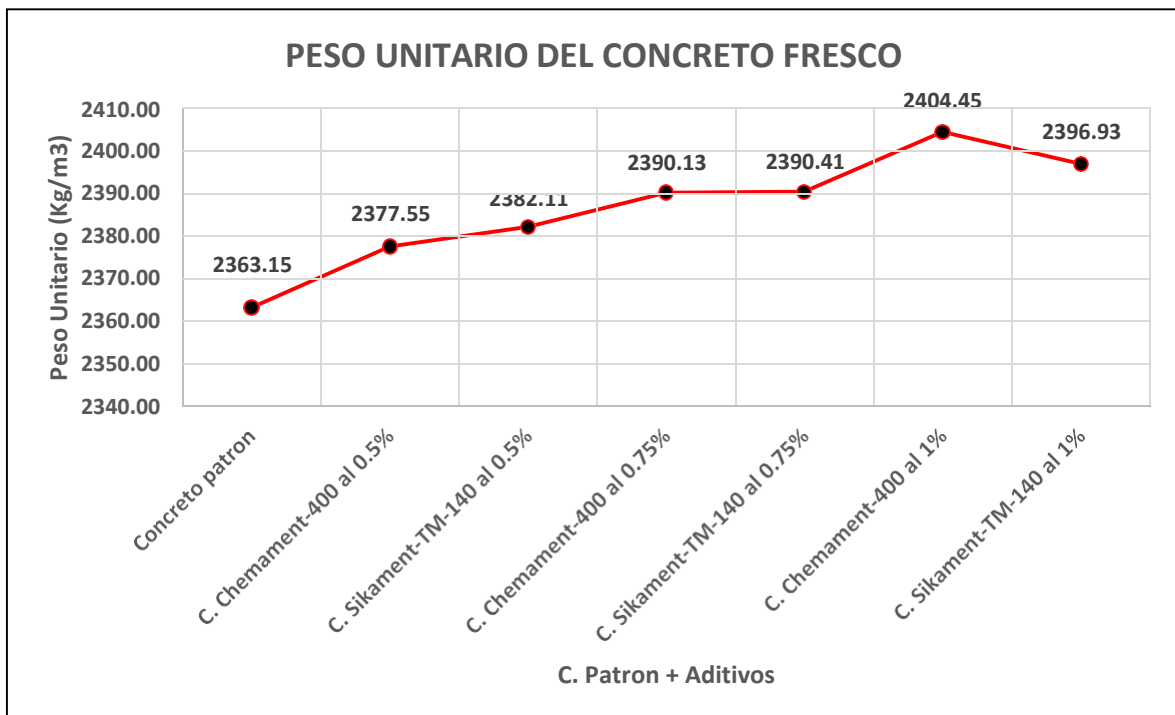 PESO UNITARIO DEL CONCRETO FRESCO
Peso Unitario (Kg/m3)
2410.00
2400.00
2390.00
2380.00
2370.00
2360.00
2350.00
2340.00
2363.15
2377.55
2382.11
2390.13
2390.41
2404.45
2396.93
Concreto patron
C. Chemament-400 al 0.5%
C. Sikament-TM-140 al 0.5%
C. Chemament-400 al 0.75%
C. Sikament-TM-140 al 0.75%
C. Chemament-400 al 1%
C. Sikament-TM-140 al 1%
C. Patron + Aditivos